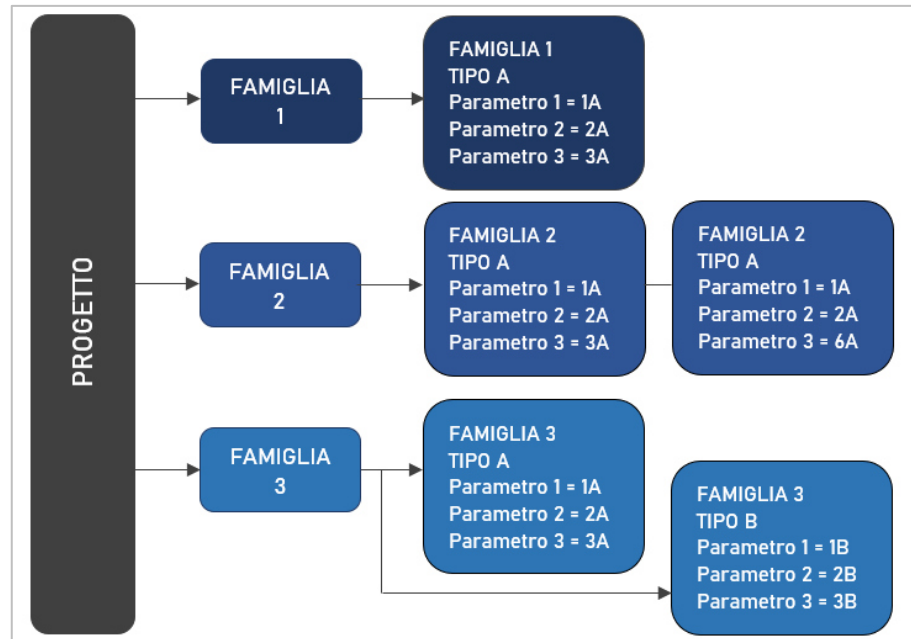 PROGETTO
FAMIGLIA
1
FAMIGLIA 1
TIPO A
Parametro 1 = 1A
Parametro 2 = 2A
Parametro 3 = 3A
FAMIGLIA
2
FAMIGLIA 2
TIPO A
Parametro 1 = 1A
Parametro 2 = 2A
Parametro 3 = 3A
FAMIGLIA 2
TIPO A
Parametro 1 = 1A
Parametro 2 = 2A
Parametro 3 = 6A
FAMIGLIA
3
FAMIGLIA 3
TIPO A
Parametro 1 = 1A
Parametro 2 = 2A
Parametro 3 = 3A
FAMIGLIA 3
TIPO B
Parametro 1 = 1B
Parametro 2 = 2B
Parametro 3 = 3B